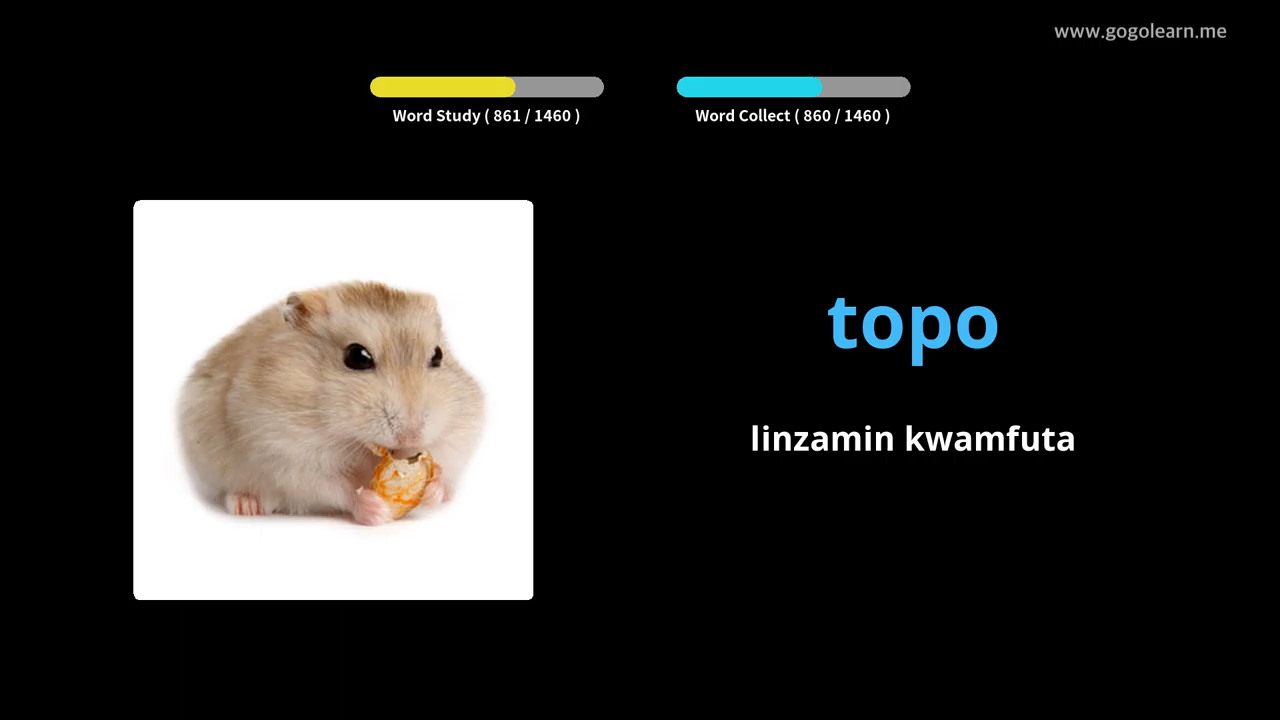 www.gogolearn.me
Word Study ( 861 / 1460 )
Word Collect ( 860 / 1460 )
topo
linzamin kwamfuta